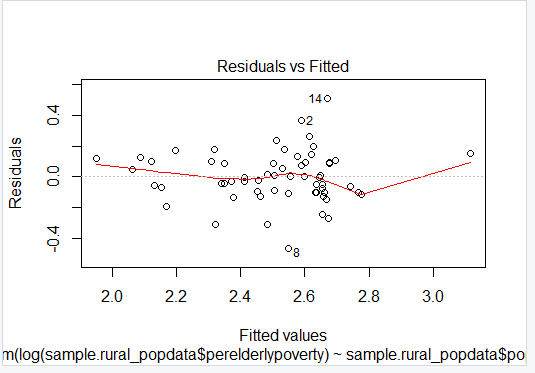 Residuals vs Fitted
Residuals
0.4
0.0
-0.4
14
2
8
2.0 2.2 2.4 2.6 2.8 3.0
Fitted values
m(log(sample.rural_popdata$perelderlypoverty) ~ sample.rural_popdata$po